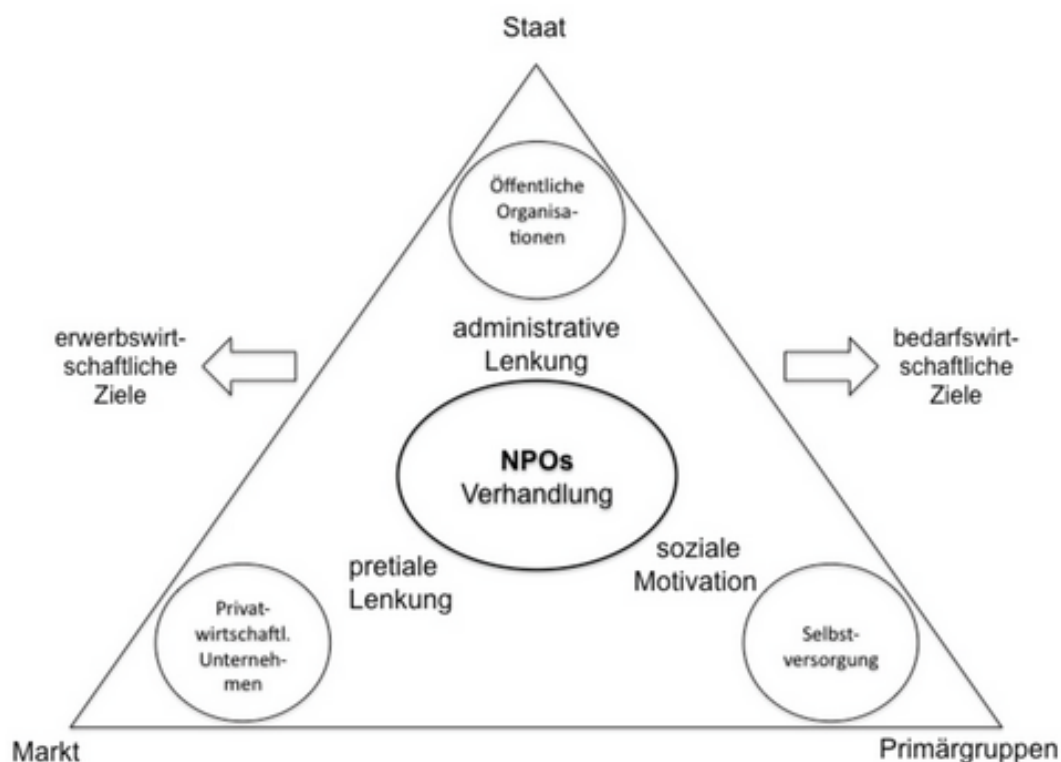 Staat
Öffentliche
Organisa-
tionen
administrative
Lenkung
erwerbswirt-
schaftliche
Ziele
bedarfswirt-
schaftliche
Ziele
NPOs
Verhandlung
pretiale
Lenkung
soziale
Motivation
Privat-
wirtschaftl.
Unterneh-
men
Selbst-
versorgung
Markt
Primärgruppen